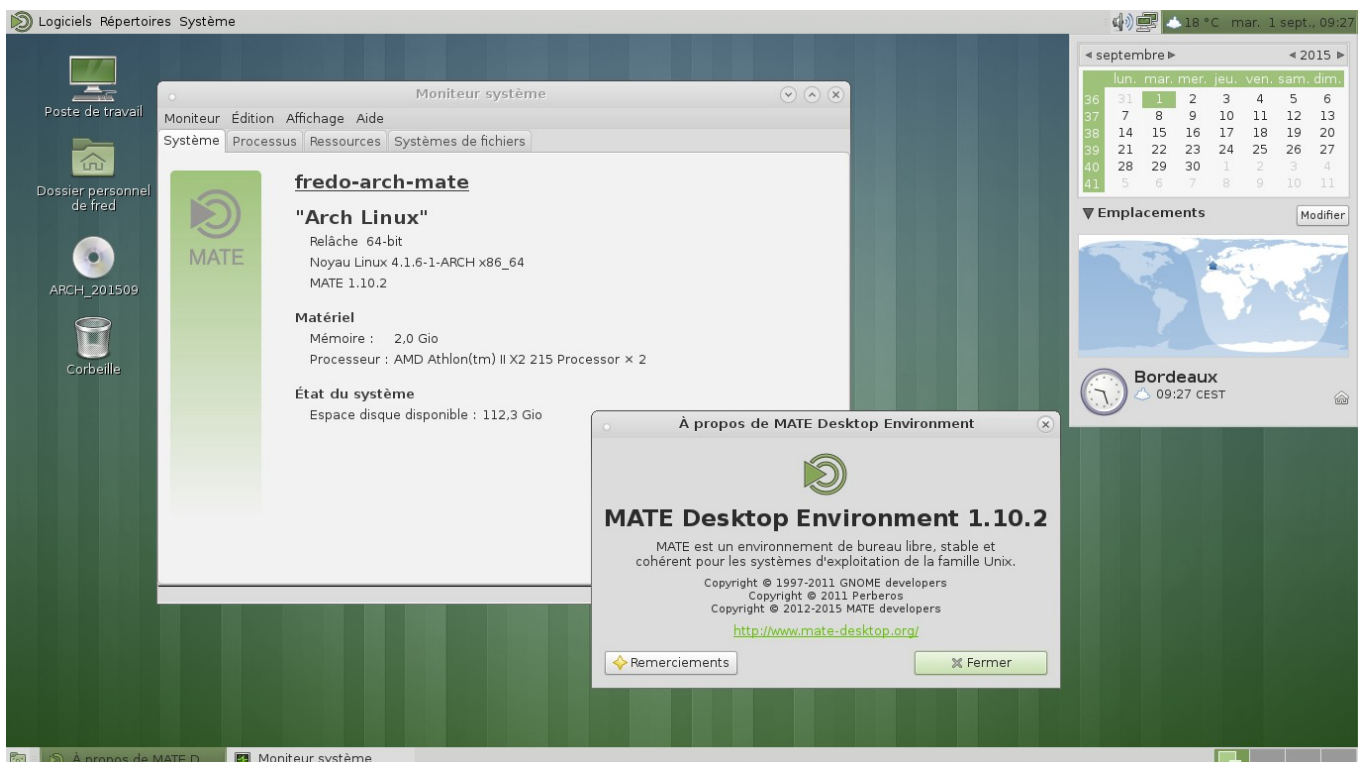 Logiciels Répertoires Système
18 °C mar. 1 sept., 09:27
Poste de travail
Dossier personnel
de fred
ARCH_201509
Corbeille
Moniteur système
Moniteur Édition Affichage Aide
Système Processus Ressources Systèmes de fichiers
MATE
fredo-arch-mate
"Arch Linux"
Relâche 64-bit
Noyau Linux 4.1.6-1-ARCH x86_64
MATE 1.10.2
Matériel
Mémoire : 2,0 Gio
Processeur : AMD Athlon(tm) II X2 215 Processor × 2
État du système
Espace disque disponible : 112,3 Gio
À propos de MATE Desktop Environment
MATE Desktop Environment 1.10.2
MATE est un environnement de bureau libre, stable et
cohérent pour les systèmes d'exploitation de la famille Unix.
Copyright © 1997-2011 GNOME developers
Copyright © 2011 Perberos
Copyright © 2012-2015 MATE developers
http://www.mate-desktop.org/
Remerciements
Fermer
septembre 2015
lun. mar. mer. jeu. ven. sam. dim.
36 31 1 2 3 4 5 6
37 7 8 9 10 11 12 13
38 14 15 16 17 18 19 20
39 21 22 23 24 25 26 27
40 28 29 30 1 2 3 4
41 5 6 7 8 9 10 11
Emplacements
Modifier
Bordeaux
09:27 CEST
À propos de MATE D
Moniteur système